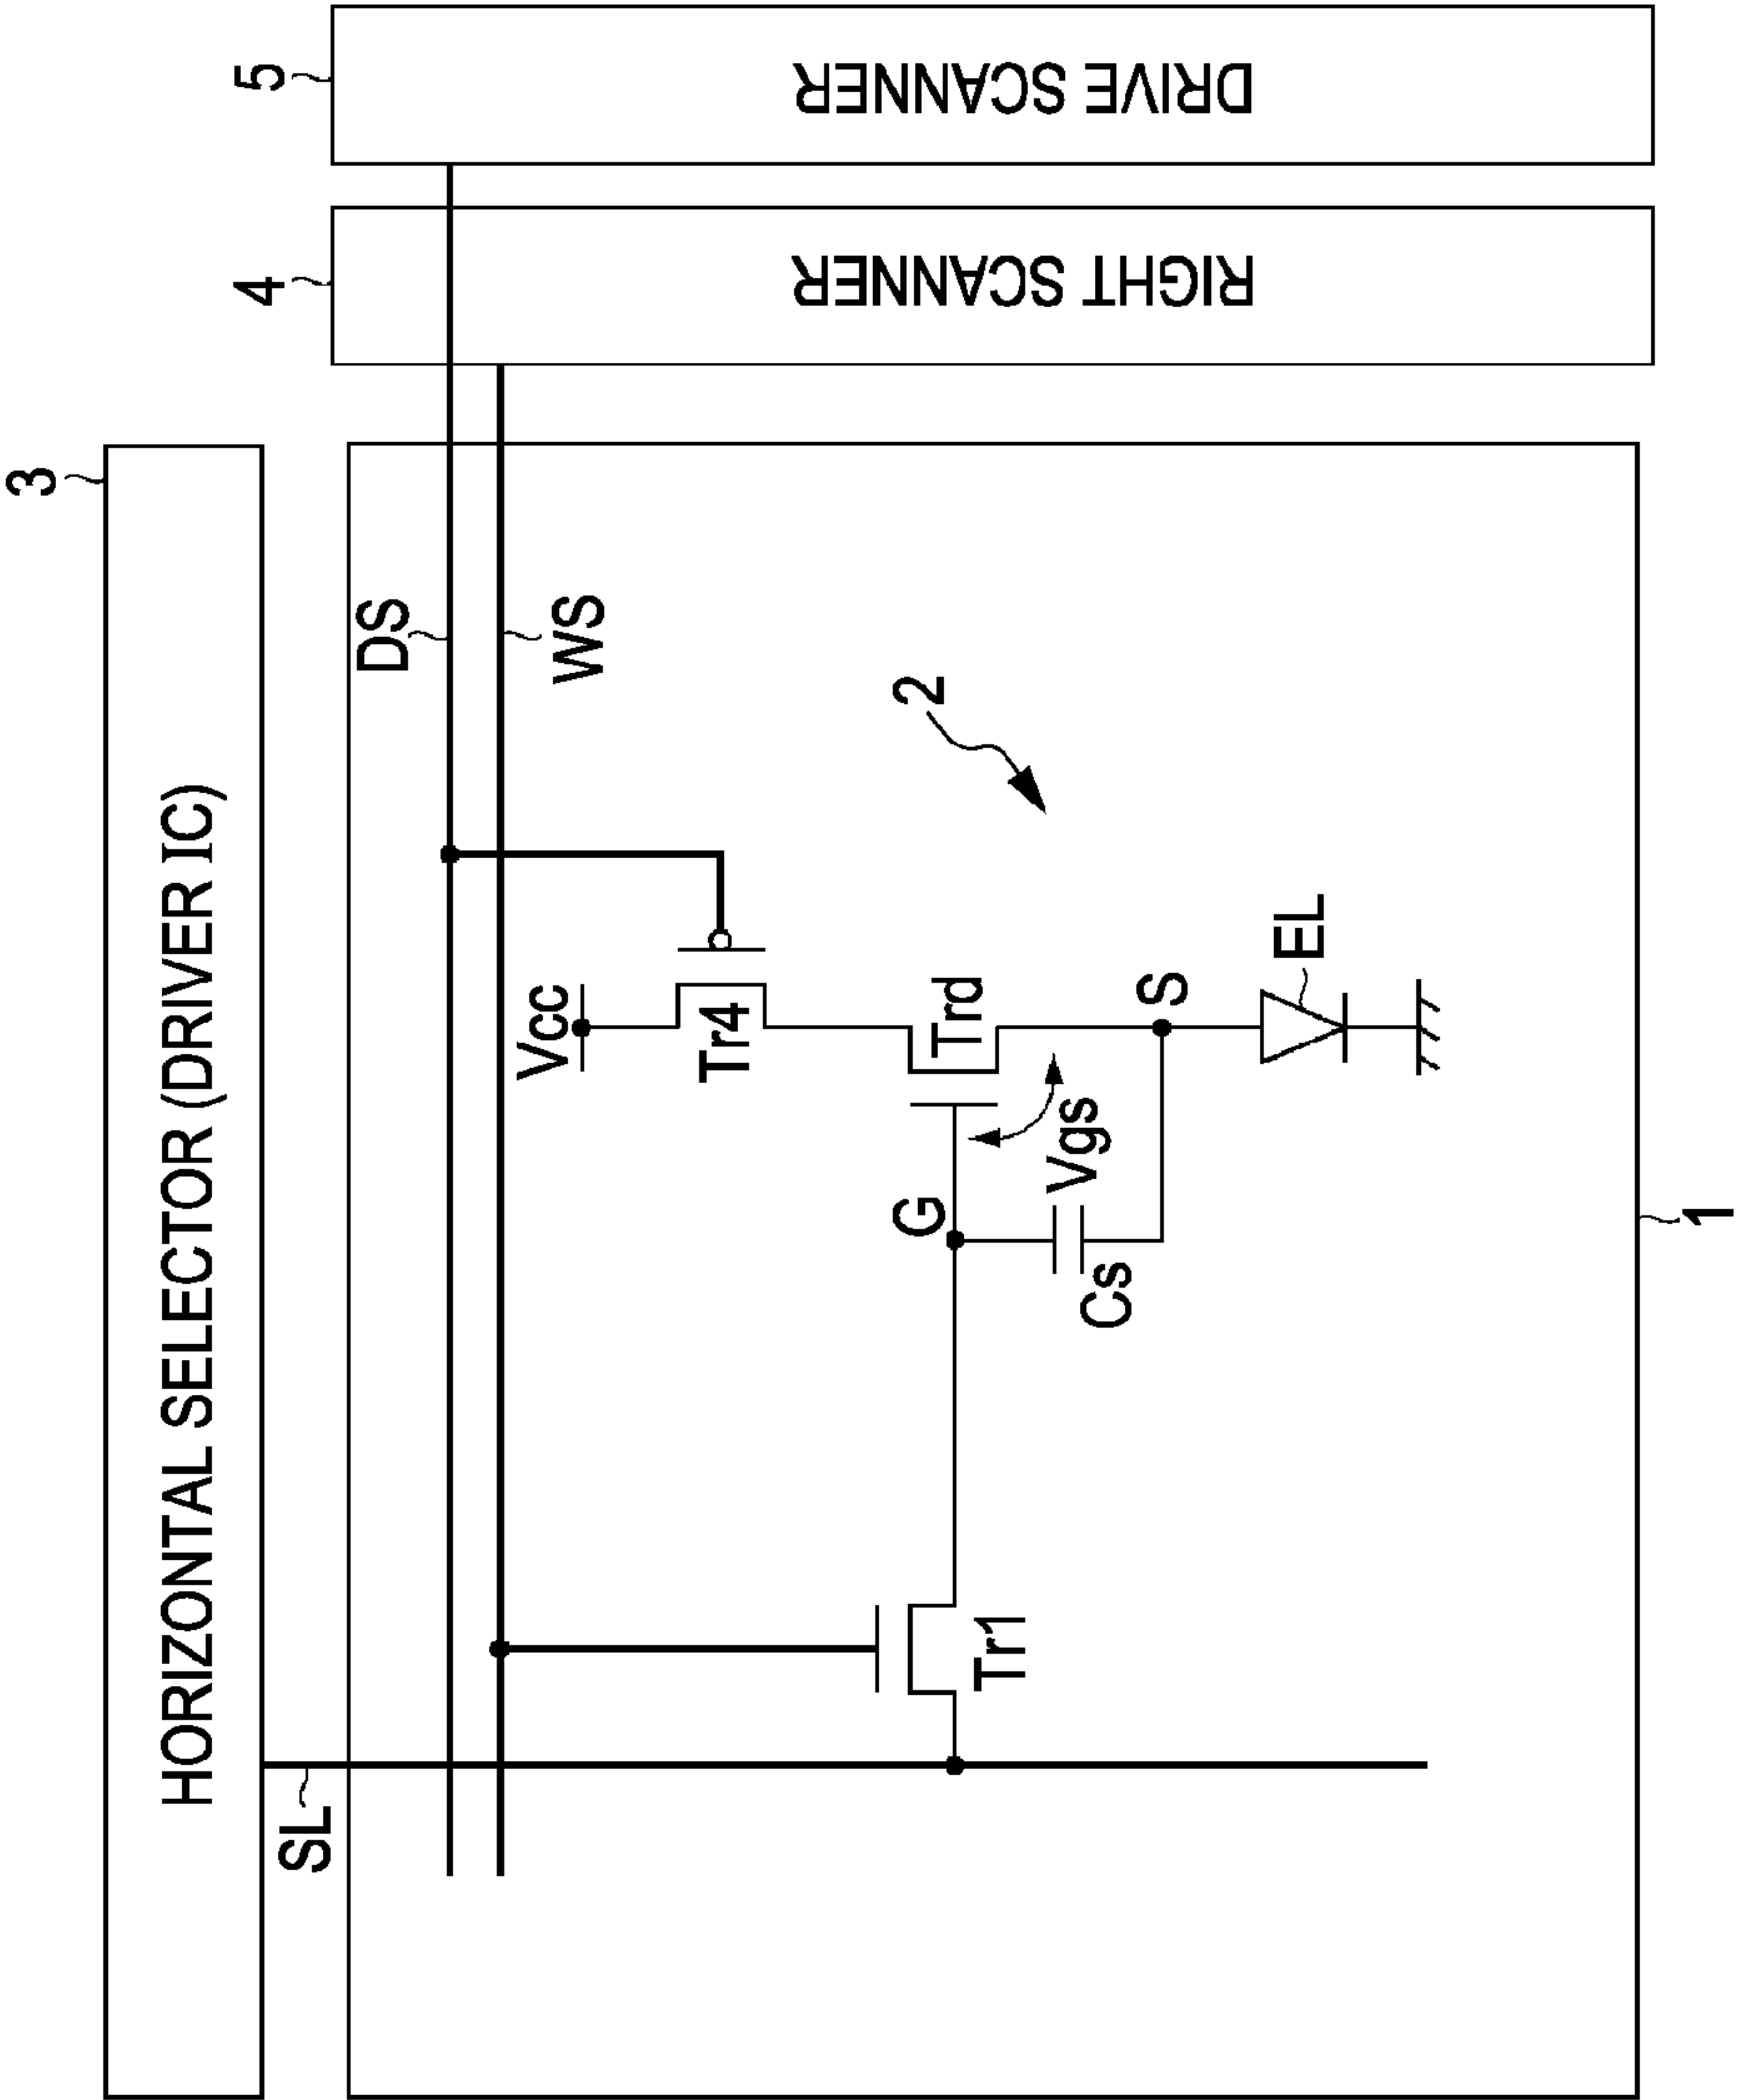 3
HORIZONTAL SELECTOR (DRIVER IC)
SL
4
5
DS
WS
Vcc
Tr4
2
Tr1
G
Trd
Vgs
Cs
S
EL
RIGHT SCANNER
DRIVE SCANNER
1